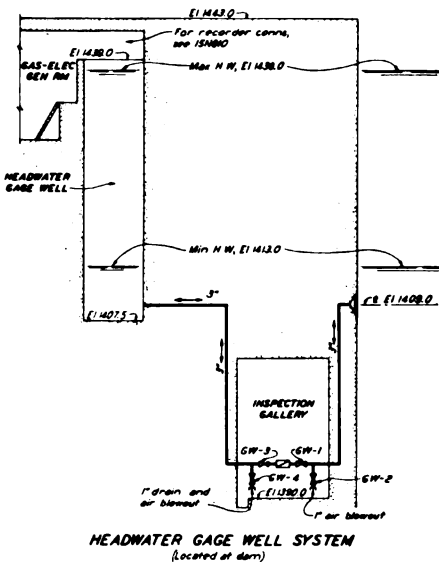 El 1443.0
For recorder conns,
see 15N810
El 1438.0
GAS-ELEC
GEN RM
Max H W, El 1438.0
HEADWATER
GAGE WELL
Min H W, El 1413.0
3"
El 1409.0
El 1407.5
3"
3"
INSPECTION
GALLERY
GW-3
GW-1
GW-4
GW-2
El 1390.0
1" drain and
air blowout
1" air blowout
HEADWATER GAGE WELL SYSTEM
(Located at dam)